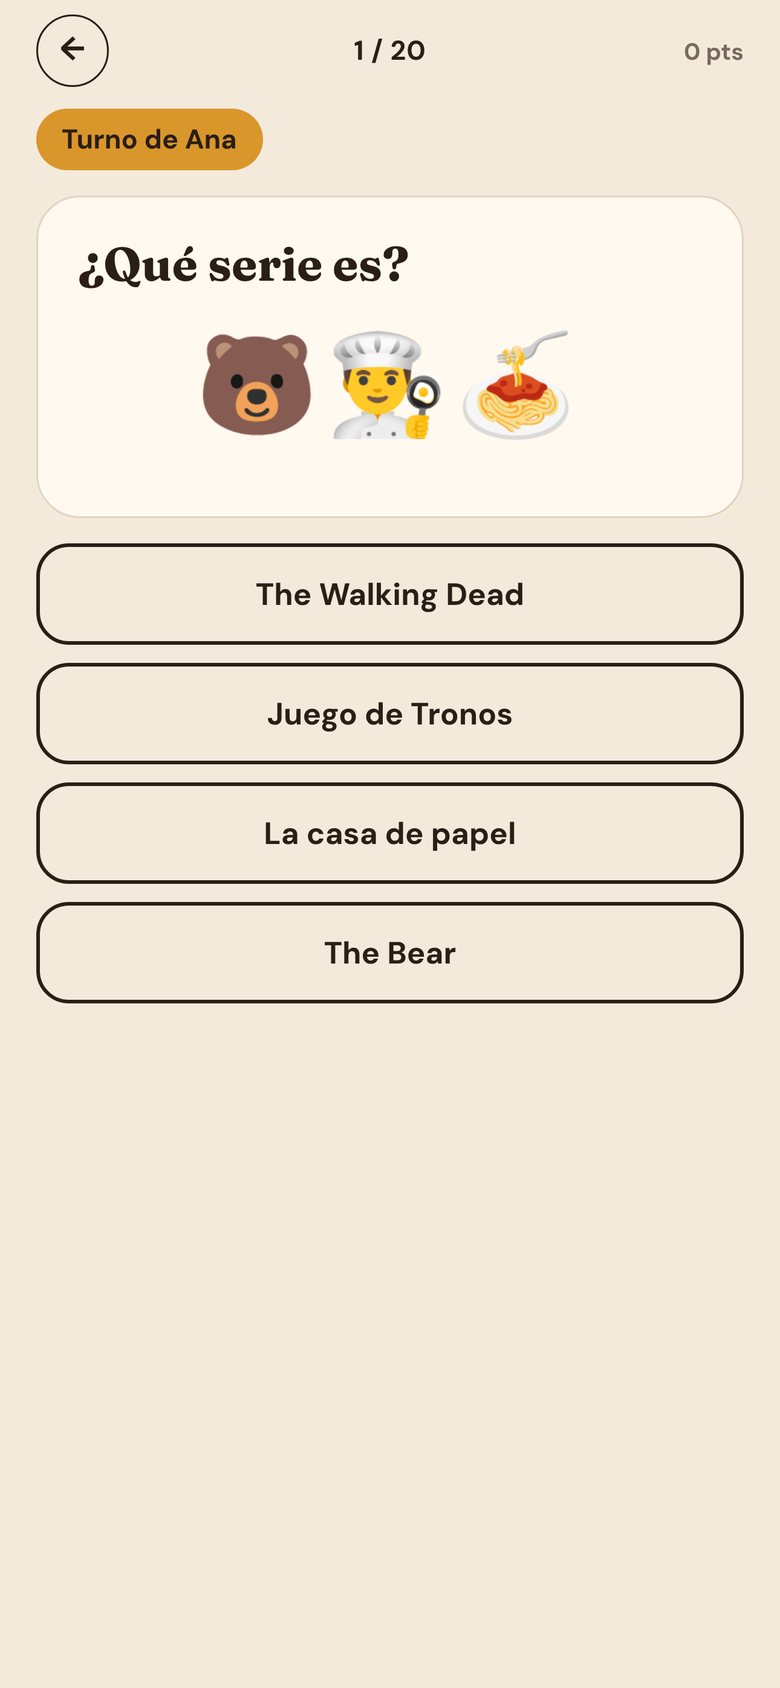 1 / 20
0 pts
Turno de Ana
¿Qué serie es?
The Walking Dead
Juego de Tronos
La casa de papel
The Bear